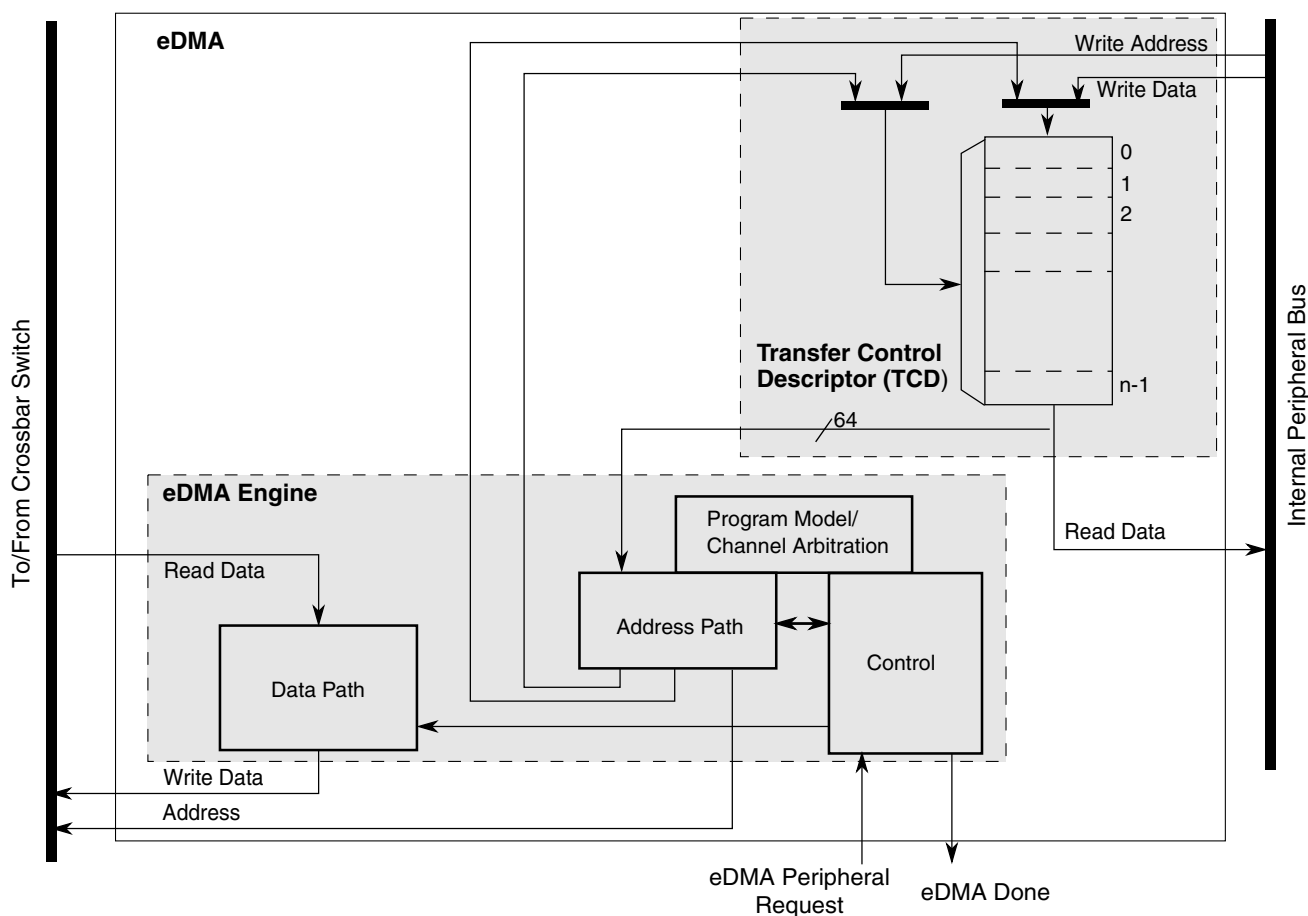 eDMA
Write Address
Write Data
0
1
2
n-1
Transfer Control
Descriptor (TCD)
64
To/From Crossbar Switch
Internal Peripheral Bus
eDMA Engine
Program Model/
Channel Arbitration
Read Data
Read Data
Address Path
Control
Data Path
Write Data
Address
eDMA Peripheral
Request
eDMA Done